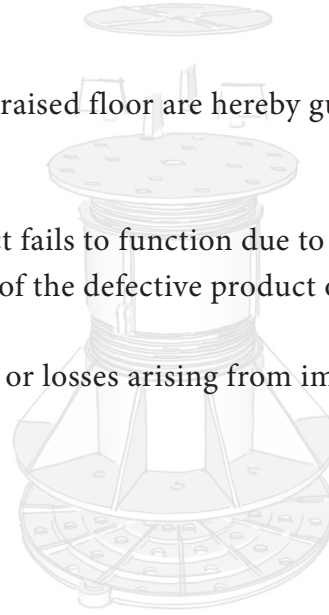 raised floor are hereby gu
t fails to function due to
of the defective product o
or losses arising from im